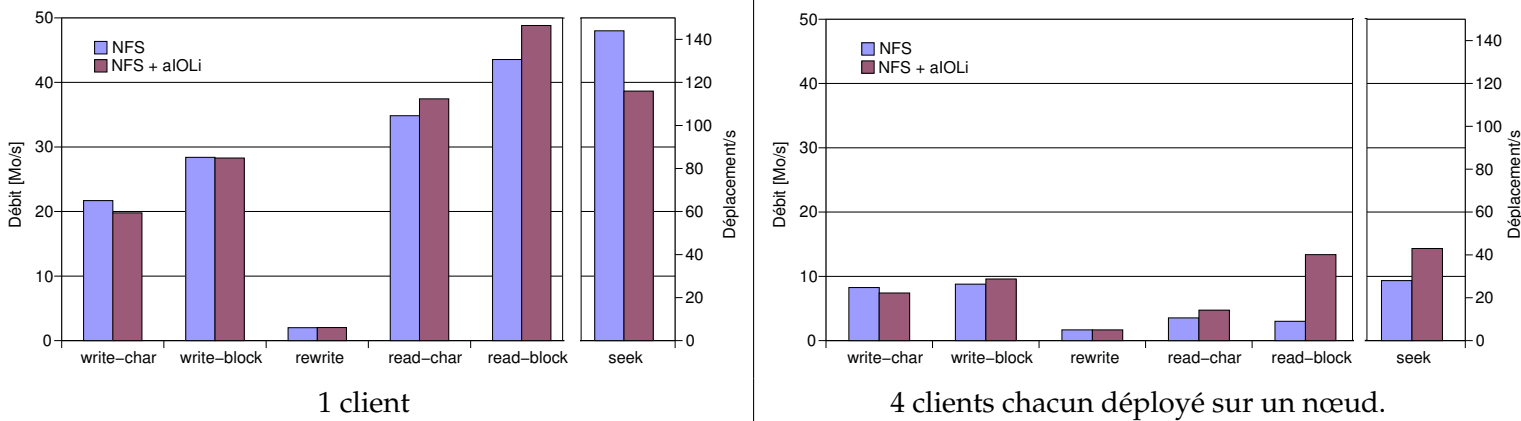 50
40
30
20
10
0
Débit [Mo/s]
NFS
NFS + aIOLi
write−char
write−block
rewrite
read−char
read−block
seek
140
120
100
80
60
40
20
0
Déplacement/s
1 client
50
40
30
20
10
0
Débit [Mo/s]
NFS
NFS + aIOLi
write−char
write−block
rewrite
read−char
read−block
seek
140
120
100
80
60
40
20
0
Déplacement/s
4 clients chacun déployé sur un nœud.